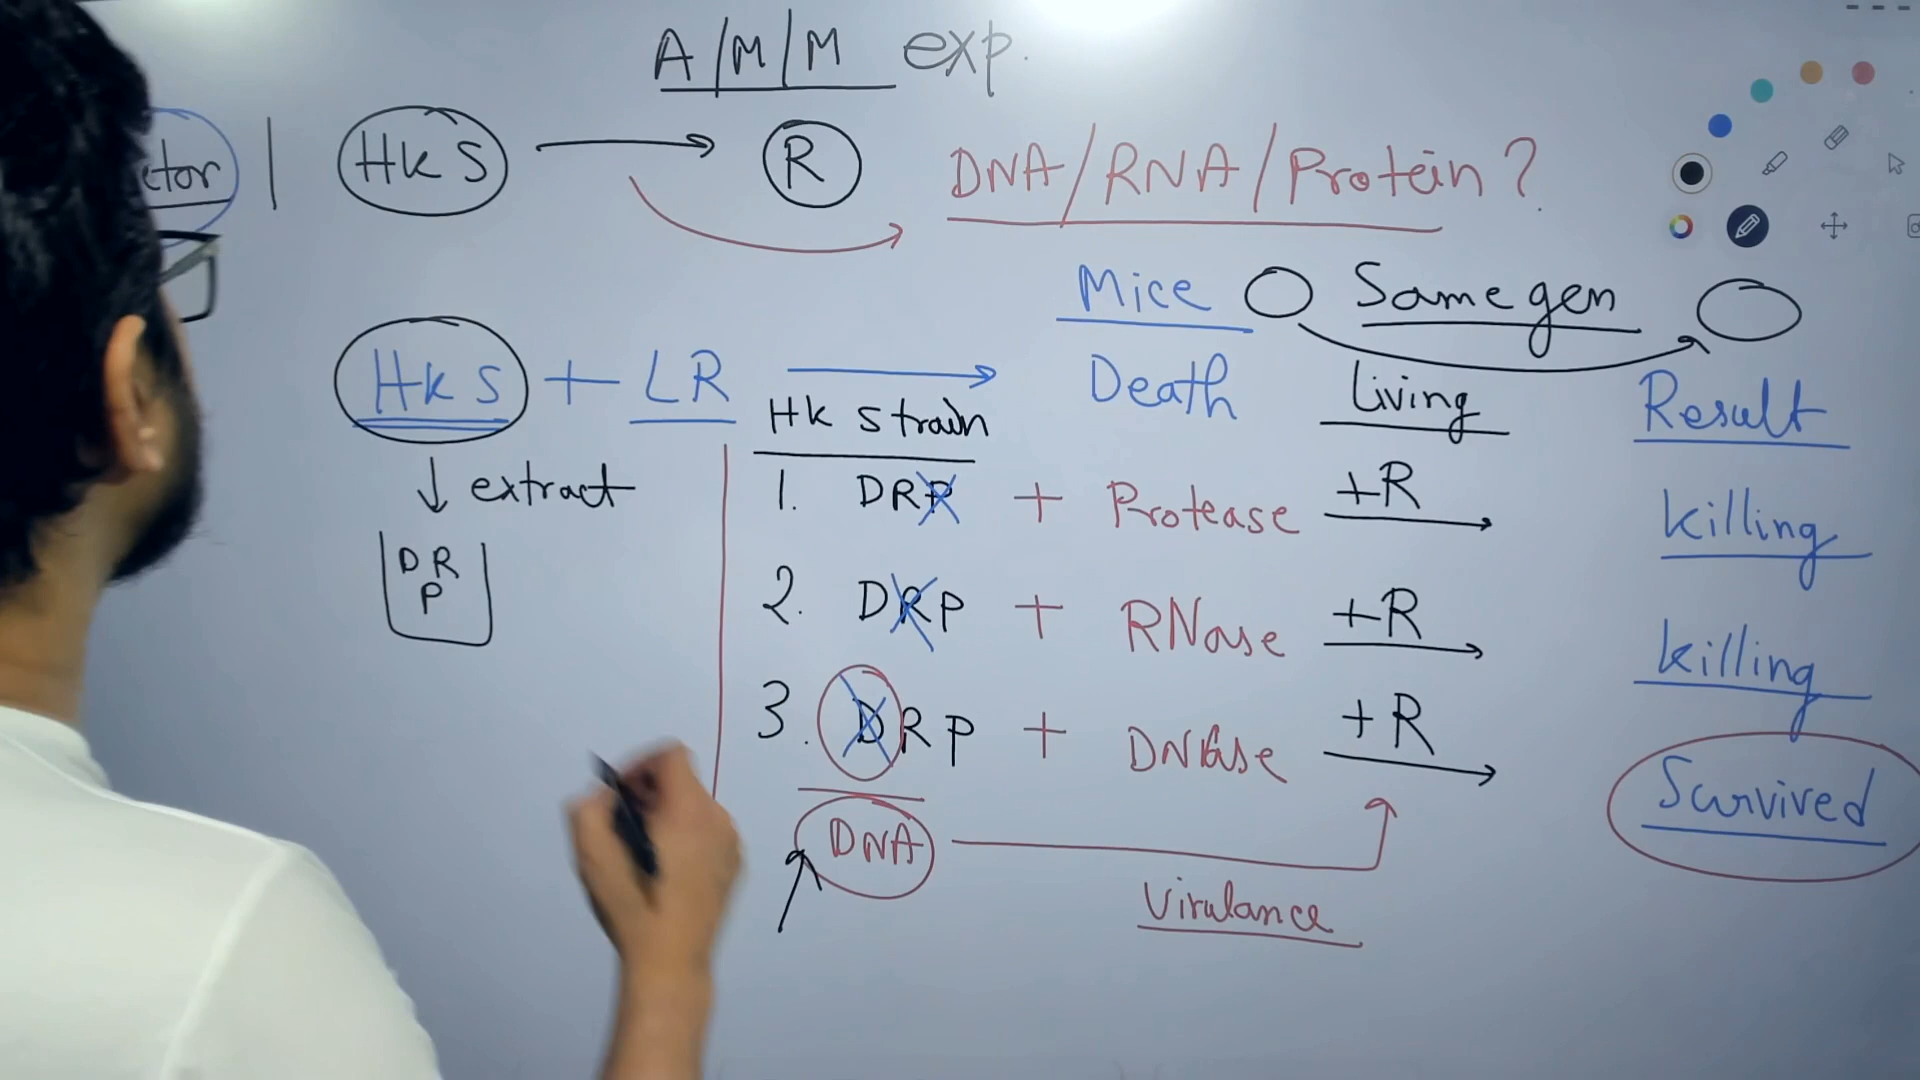 A/M/M exp.
ctor | HkS → R DNA/RNA/Protein?
Mice Same gen
HkS + LR → Death Living Result
Hk Strain
↓ extract
1. DRP + Protease +R killing
D R
P
2. DRP + RNase +R killing
3. DRP + DNase +R Survived
DNA
Virulance